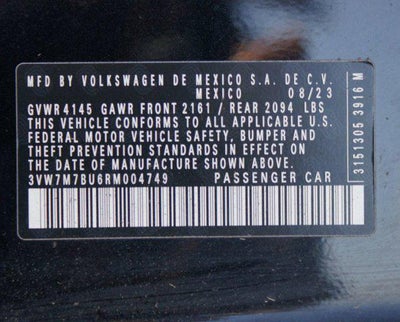 MFD BY VOLKSWAGEN DE MEXICO S.A. DE C.V.
MEXICO 08/23
GVWR 4145 GAWR FRONT 2161 / REAR 2094 LBS
THIS VEHICLE CONFORMS TO ALL APPLICABLE U.S.
FEDERAL MOTOR VEHICLE SAFETY, BUMPER AND
THEFT PREVENTION STANDARDS IN EFFECT ON
THE DATE OF MANUFACTURE SHOWN ABOVE.
3VW7M7BU6RM004749 PASSENGER CAR
3151305 3916 M